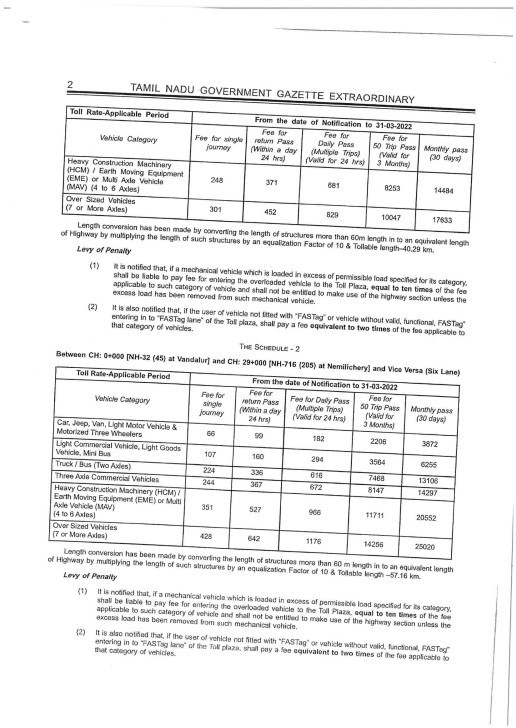 2
TAMIL NADU GOVERNMENT GAZETTE EXTRAORDINARY
Toll Rate-Applicable Period
From the date of Notification to 31-03-2022
Vehicle Category
Fee for single journey
Fee for return Pass (Within a day 24 hrs)
Fee for Daily Pass (Multiple Trips) (Valid for 24 hrs)
Fee for 50 Trip Pass (Valid for 3 Months)
Monthly pass (30 days)
Heavy Construction Machinery (HCM) / Earth Moving Equipment (EME) or Multi Axle Vehicle (MAV) (4 to 6 Axles) 248 371 681 8253 14484
Over Sized Vehicles (7 or More Axles) 301 452 829 10047 17633
Length conversion has been made by converting the length of structures more than 60m length in to an equivalent length
of Highway by multiplying the length of such structures by an equalization Factor of 10 & Tollable length-40.29 km.
Levy of Penalty
(1) It is notified that, if a mechanical vehicle which is loaded in excess of permissible load specified for its category,
shall be liable to pay fee for entering the overloaded vehicle to the Toll Plaza, equal to ten times of the fee
applicable to such category of vehicle and shall not be entitled to make use of the highway section unless the
excess load has been removed from such mechanical vehicle.
(2) It is also notified that, if the user of vehicle not fitted with "FASTag" or vehicle without valid, functional, FASTag"
entering in to "FASTag lane" of the Toll plaza, shall pay a fee equivalent to two times of the fee applicable to
that category of vehicles.
THE SCHEDULE - 2
Between CH: 0+000 [NH-32 (45) at Vandalur] and CH: 29+000 [NH-716 (205) at Nemilichery] and Vice Versa (Six Lane)
Toll Rate-Applicable Period
From the date of Notification to 31-03-2022
Vehicle Category
Fee for single journey
Fee for return Pass (Within a day 24 hrs)
Fee for Daily Pass (Multiple Trips) (Valid for 24 hrs)
Fee for 50 Trip Pass (Valid for 3 Months)
Monthly pass (30 days)
Car, Jeep, Van, Light Motor Vehicle & Motorized Three Wheelers 66 99 182 2206 3872
Light Commercial Vehicle, Light Goods Vehicle, Mini Bus 107 160 294 3564 6255
Truck / Bus (Two Axles) 224 336 616 7468 13106
Three Axle Commercial Vehicles 244 367 672 8147 14297
Heavy Construction Machinery (HCM) / Earth Moving Equipment (EME) or Multi Axle Vehicle (MAV) (4 to 6 Axles) 351 527 966 11711 20552
Over Sized Vehicles (7 or More Axles) 428 642 1176 14256 25020
Length conversion has been made by converting the length of structures more than 60 m length in to an equivalent length
of Highway by multiplying the length of such structures by an equalization Factor of 10 & Tollable length –57.16 km.
Levy of Penalty
(1) It is notified that, if a mechanical vehicle which is loaded in excess of permissible load specified for its category,
shall be liable to pay fee for entering the overloaded vehicle to the Toll Plaza, equal to ten times of the fee
applicable to such category of vehicle and shall not be entitled to make use of the highway section unless the
excess load has been removed from such mechanical vehicle.
(2) It is also notified that, if the user of vehicle not fitted with "FASTag" or vehicle without valid, functional, FASTag"
entering in to "FASTag lane" of the Toll plaza, shall pay a fee equivalent to two times of the fee applicable to
that category of vehicles.